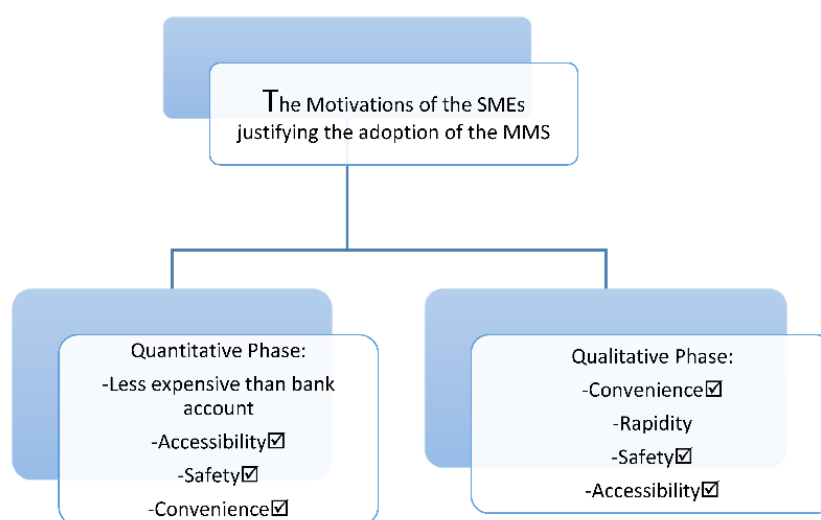 The Motivations of the SMEs
justifying the adoption of the MMS
Quantitative Phase:
-Less expensive than bank
account
-Accessibility☑
-Safety☑
-Convenience☑
Qualitative Phase:
-Convenience☑
-Rapidity
-Safety☑
-Accessibility☑